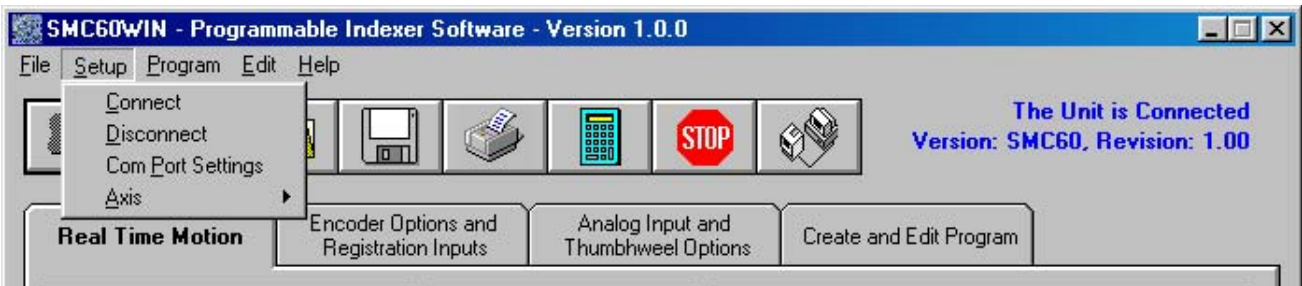 SMC60WIN - Programmable Indexer Software - Version 1.0.0
File Setup Program Edit Help
Connect
Disconnect
Com Port Settings
Axis
STOP
The Unit is Connected
Version: SMC60, Revision: 1.00
Real Time Motion
Encoder Options and
Registration Inputs
Analog Input and
Thumbhweel Options
Create and Edit Program